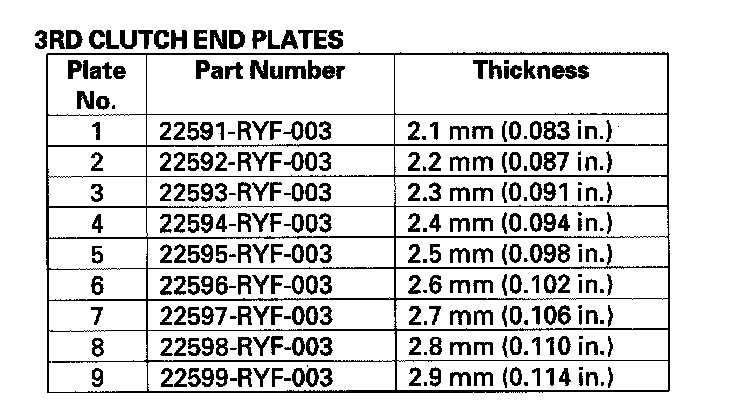 3RD CLUTCH END PLATES
Plate No. Part Number Thickness
1 22591-RYF-003 2.1 mm (0.083 in.)
2 22592-RYF-003 2.2 mm (0.087 in.)
3 22593-RYF-003 2.3 mm (0.091 in.)
4 22594-RYF-003 2.4 mm (0.094 in.)
5 22595-RYF-003 2.5 mm (0.098 in.)
6 22596-RYF-003 2.6 mm (0.102 in.)
7 22597-RYF-003 2.7 mm (0.106 in.)
8 22598-RYF-003 2.8 mm (0.110 in.)
9 22599-RYF-003 2.9 mm (0.114 in.)